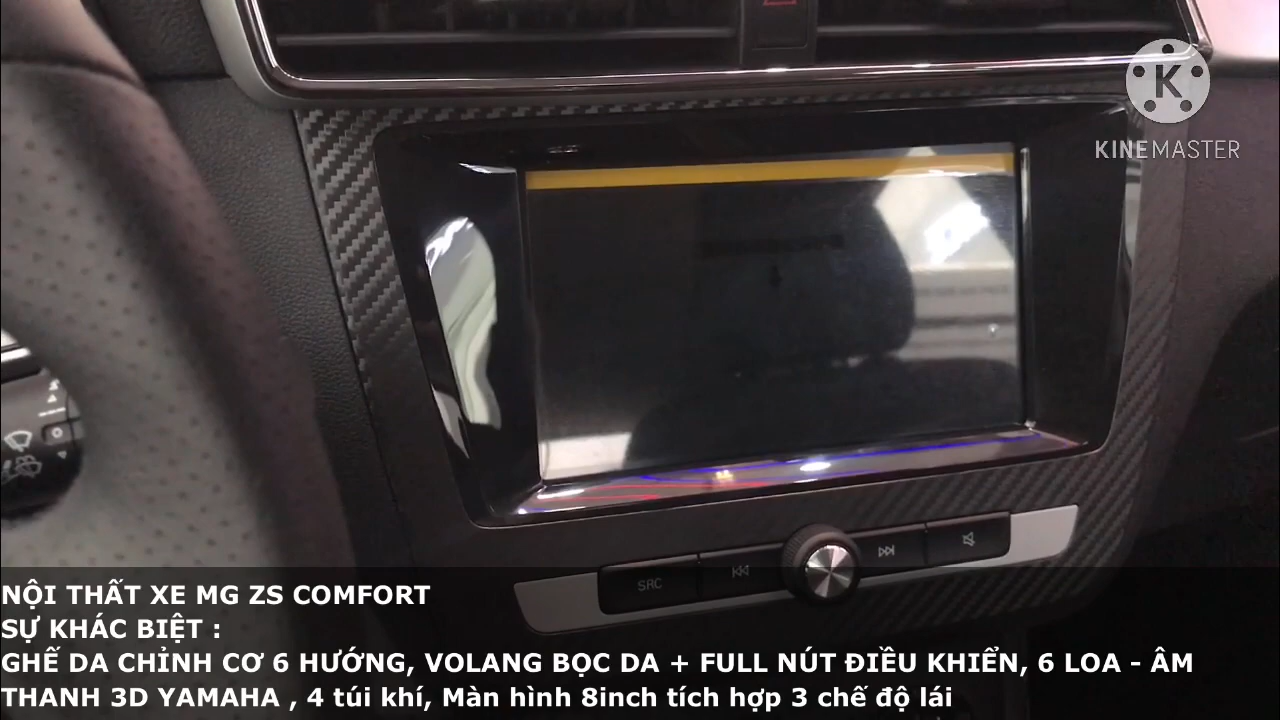 K
KINEMASTER
SRC
NỘI THẤT XE MG ZS COMFORT
SỰ KHÁC BIỆT :
GHẾ DA CHỈNH CƠ 6 HƯỚNG, VOLANG BỌC DA + FULL NÚT ĐIỀU KHIỂN, 6 LOA - ÂM
THANH 3D YAMAHA , 4 túi khí, Màn hình 8inch tích hợp 3 chế độ lái